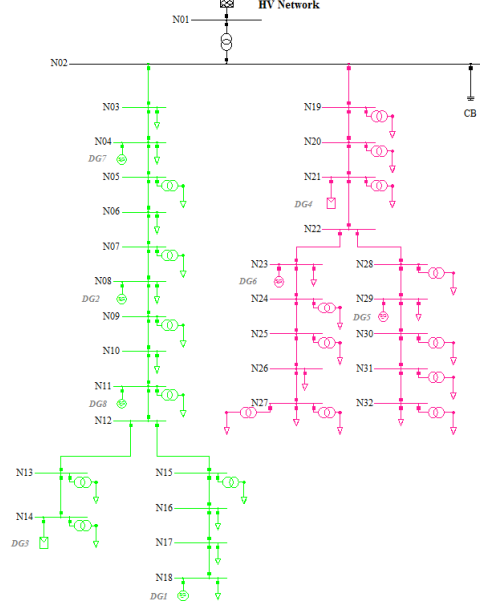 HV Network
N01
N02
CB
N03
N04
DG7
N05
N06
N07
N08
DG2
N09
N10
N11
DG8
N12
N13
N14
DG3
N15
N16
N17
N18
DG1
N19
N20
N21
DG4
N22
N23
DG6
N24
N25
N26
N27
N28
N29
DG5
N30
N31
N32